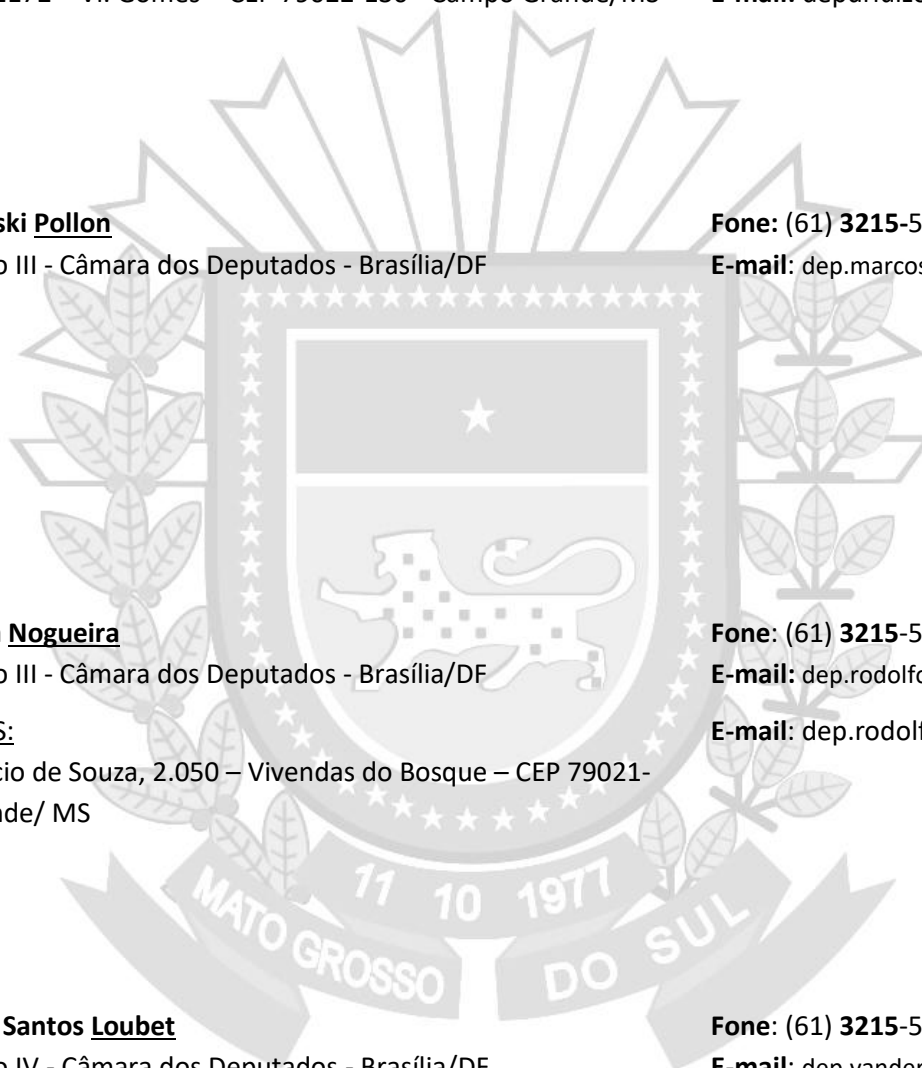 1171 – Vl. Gomes – CEP 79022-130 - Campo Grande/MS
ski Pollon
Fone: (61) 3215-5
o III - Câmara dos Deputados - Brasília/DF
E-mail: dep.marcos
Nogueira
Fone: (61) 3215-5
o III - Câmara dos Deputados - Brasília/DF
E-mail: dep.rodolfo
S:
E-mail: dep.rodolf
cio de Souza, 2.050 – Vivendas do Bosque – CEP 79021-
nde/ MS
11 10 1977
MATO GROSSO DO SUL
Santos Loubet
Fone: (61) 3215-5
o IV - Câmara dos Deputados - Brasília/DF
E-mail: dep.vander